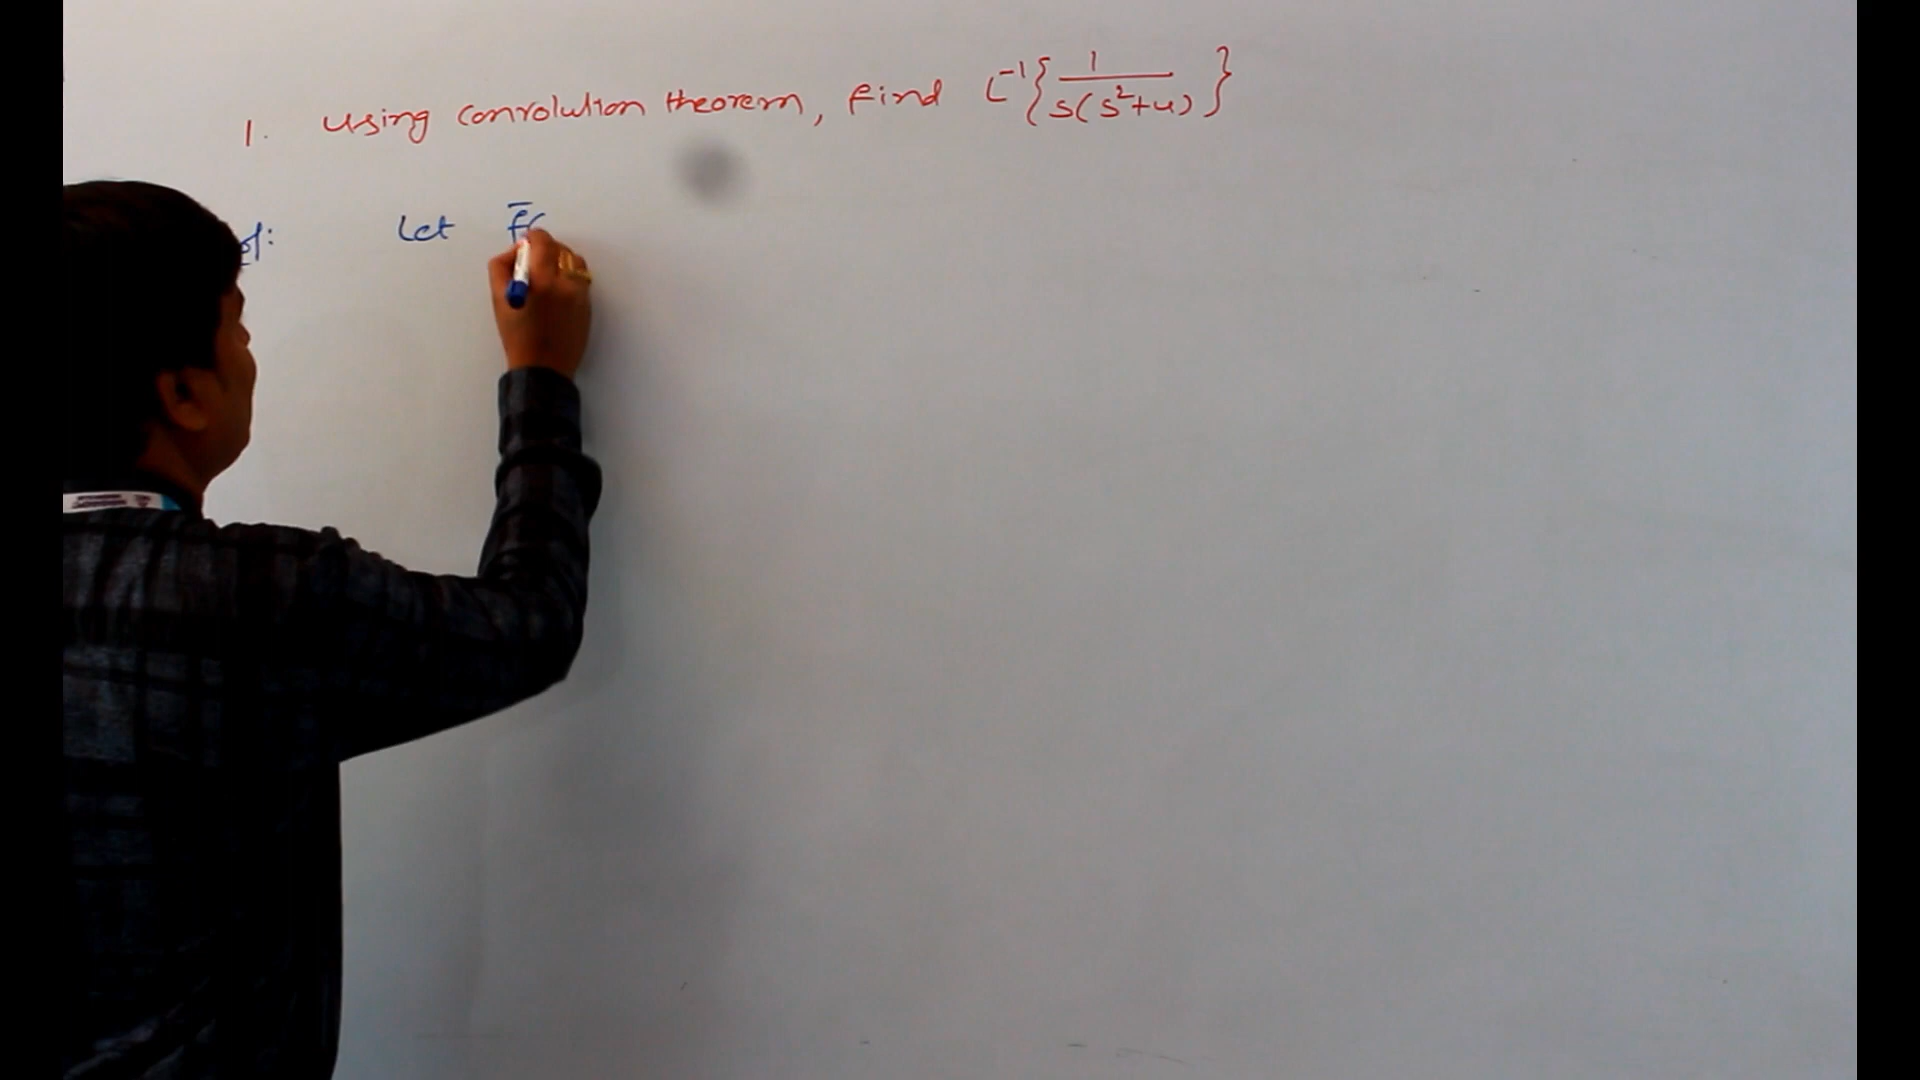 1. Using convolution theorem, find L⁻¹{1/s(s²+4)}
Let f̄(